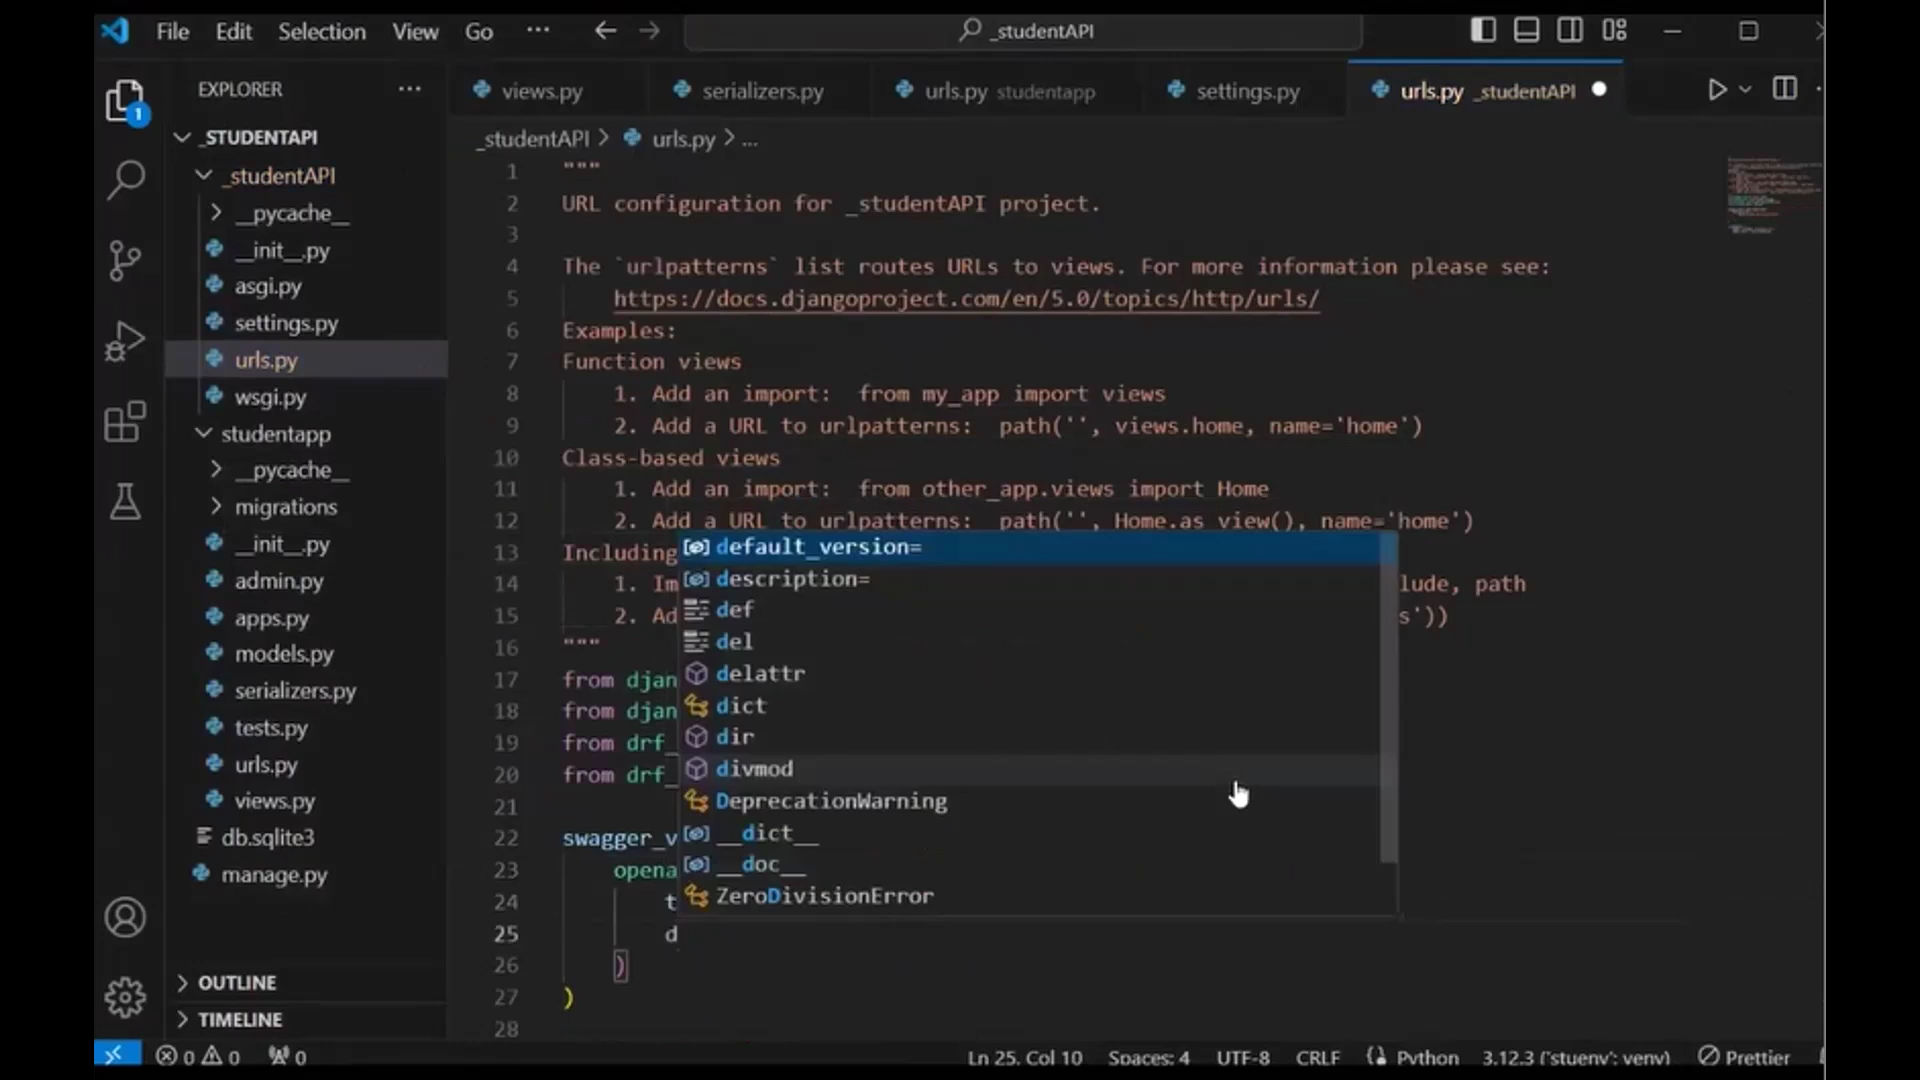 File Edit Selection View Go ... _studentAPI
EXPLORER ...
views.py serializers.py urls.py studentapp settings.py urls.py _studentAPI
1
_STUDENTAPI
_studentAPI
__pycache__
__init__.py
asgi.py
settings.py
urls.py
wsgi.py
studentapp
__pycache__
migrations
__init__.py
admin.py
apps.py
models.py
serializers.py
tests.py
urls.py
views.py
db.sqlite3
manage.py
OUTLINE
TIMELINE
_studentAPI > urls.py > ...
1 """
2 URL configuration for _studentAPI project.
3
4 The `urlpatterns` list routes URLs to views. For more information please see:
5 https://docs.djangoproject.com/en/5.0/topics/http/urls/
6 Examples:
7 Function views
8 1. Add an import:  from my_app import views
9 2. Add a URL to urlpatterns:  path('', views.home, name='home')
10 Class-based views
11 1. Add an import:  from other_app.views import Home
12 2. Add a URL to urlpatterns:  path('', Home.as_view(), name='home')
13 Including
14 1. Im lude, path
15 2. Ad s'))
16 """
17 from djan
18 from djan
19 from drf_
20 from drf_
21
22 swagger_v
23 opena
24 t
25 d
26 )
27 )
28
default_version=
description=
def
del
delattr
dict
dir
divmod
DeprecationWarning
__dict__
__doc__
ZeroDivisionError
0 0 0 Ln 25, Col 10 Spaces: 4 UTF-8 CRLF Python 3.12.3 ('stuenv': venv) Prettier